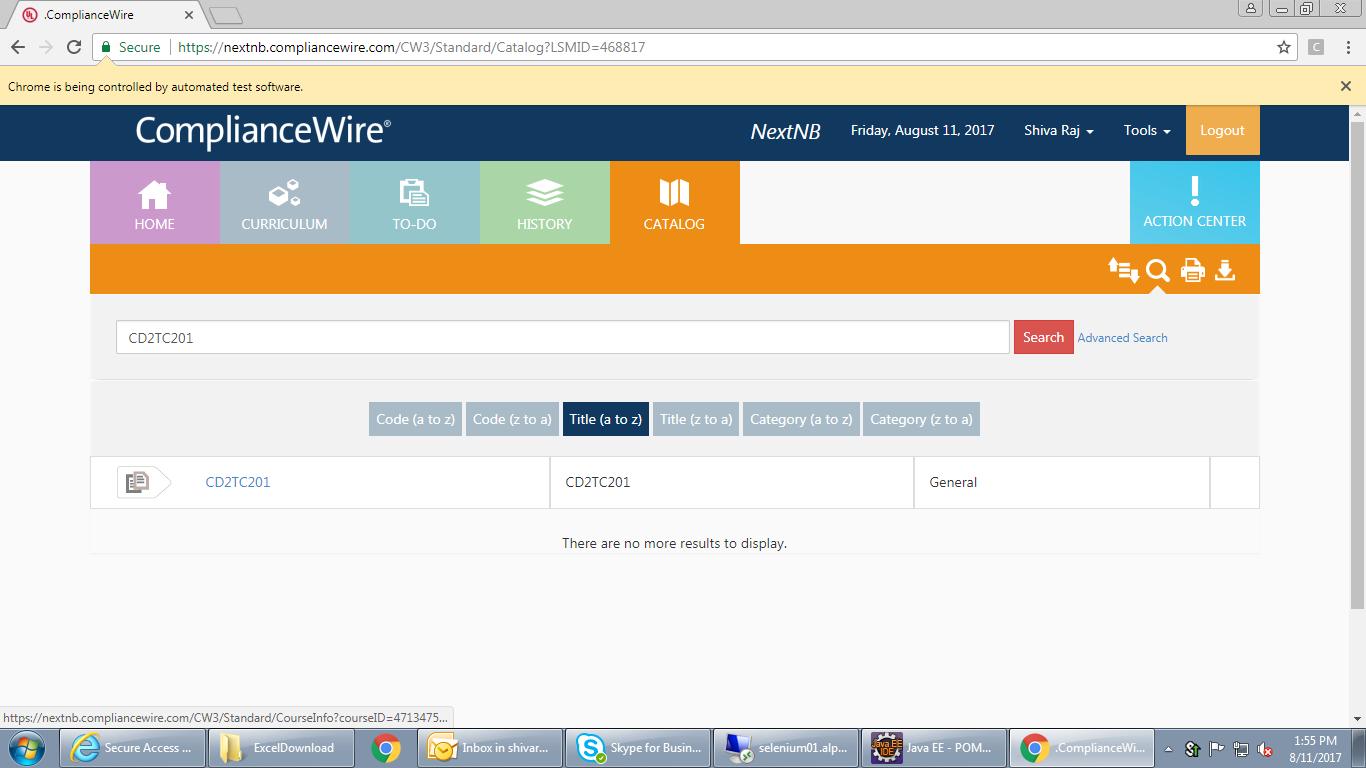 .ComplianceWire
Secure https://nextnb.compliancewire.com/CW3/Standard/Catalog?LSMID=468817
C
Chrome is being controlled by automated test software.
ComplianceWire®
NextNB
Friday, August 11, 2017
Shiva Raj
Tools
Logout
HOME
CURRICULUM
TO-DO
HISTORY
CATALOG
ACTION CENTER
CD2TC201
Search
Advanced Search
Code (a to z)
Code (z to a)
Title (a to z)
Title (z to a)
Category (a to z)
Category (z to a)
CD2TC201
CD2TC201
General
There are no more results to display.
https://nextnb.compliancewire.com/CW3/Standard/CourseInfo?courseID=4713475...
Secure Access ...
ExcelDownload
Inbox in shivar...
Skype for Busin...
selenium01.alp...
Java EE IDE
Java EE - POM...
.ComplianceWi...
1:55 PM
8/11/2017